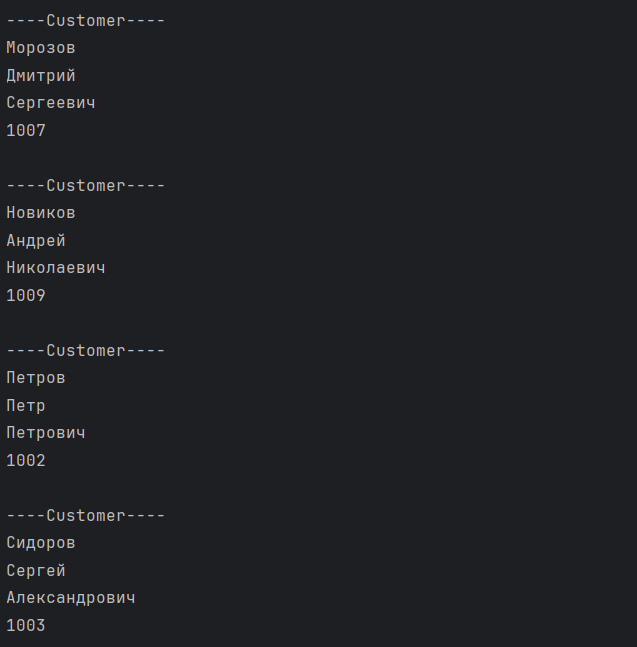 ----Customer----
Морозов
Дмитрий
Сергеевич
1007
----Customer----
Новиков
Андрей
Николаевич
1009
----Customer----
Петров
Петр
Петрович
1002
----Customer----
Сидоров
Сергей
Александрович
1003